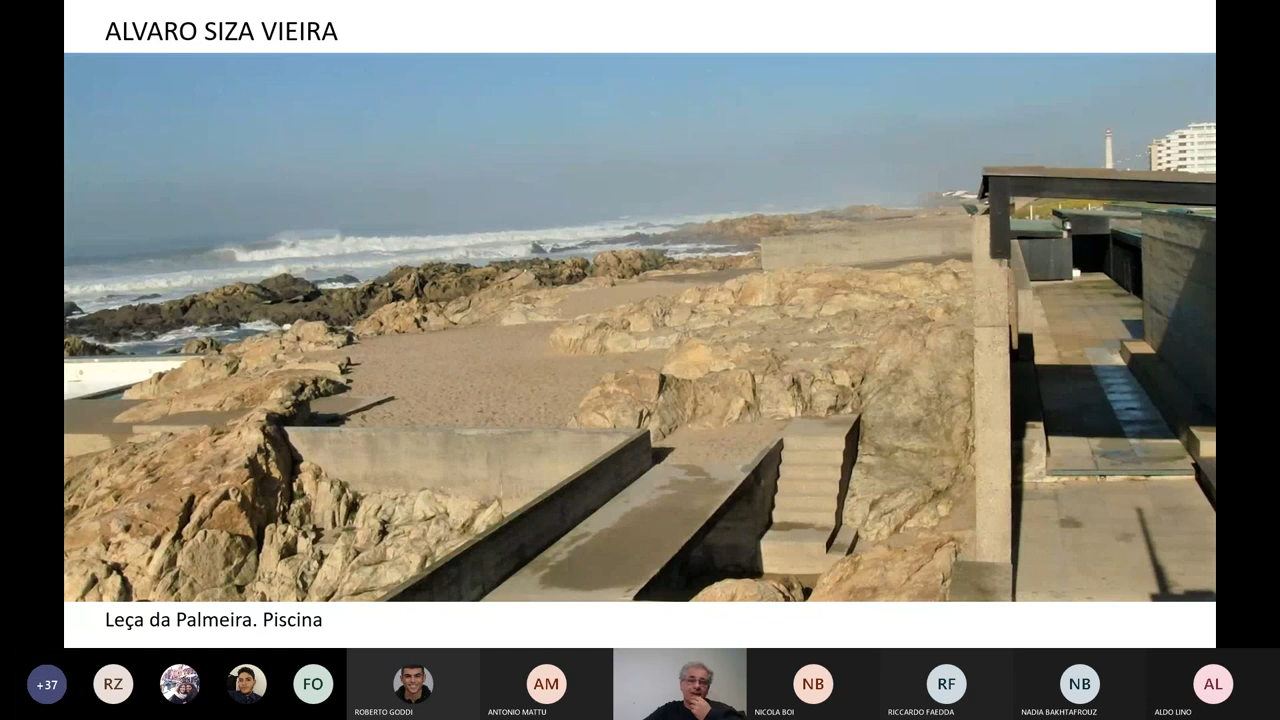 ALVARO SIZA VIEIRA
Leça da Palmeira. Piscina
+37
RZ
FO
ROBERTO GODDI
AM
ANTONIO MATTU
NB
NICOLA BOI
RF
RICCARDO FAEDDA
NB
NADIA BAKHTAFROUZ
AL
ALDO LINO